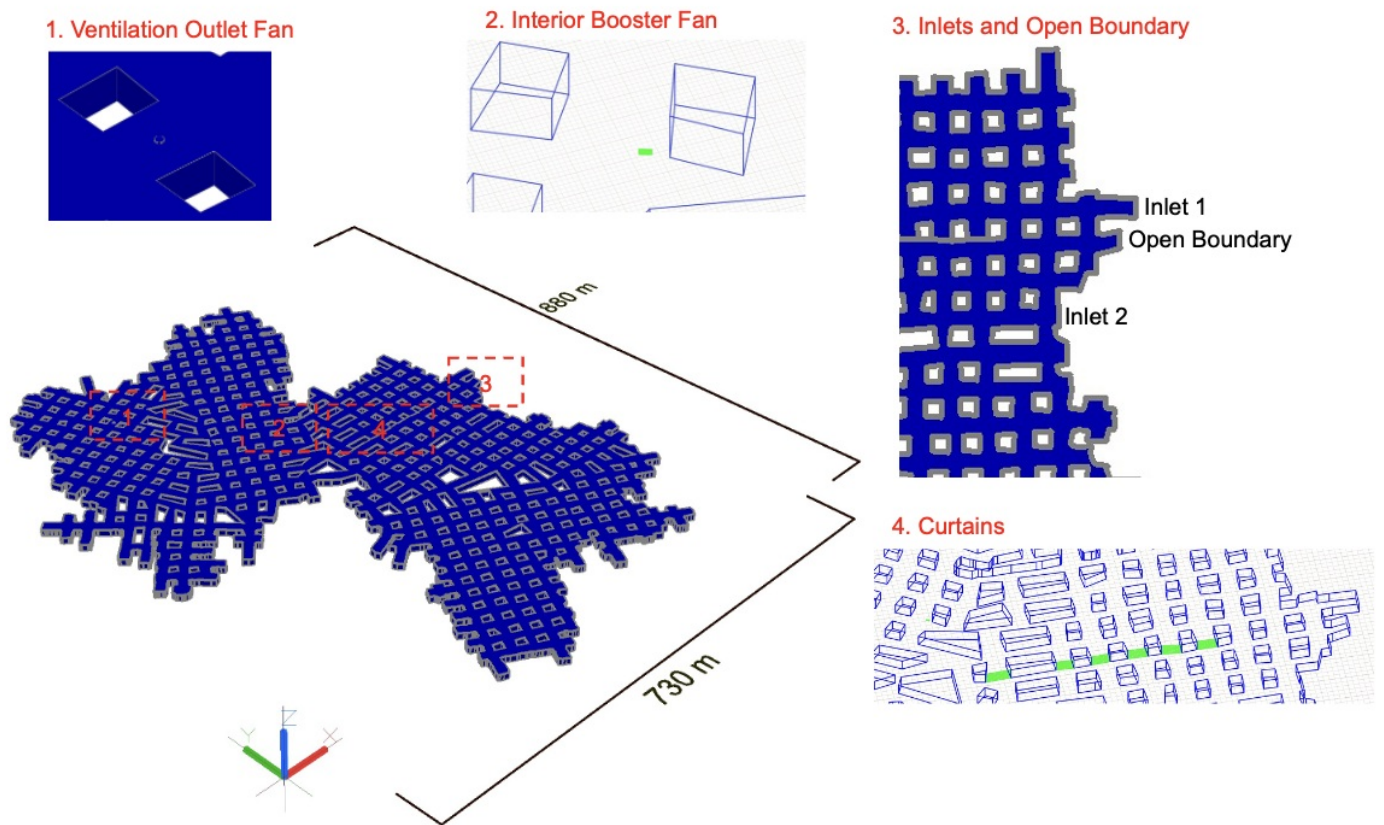 1. Ventilation Outlet Fan
2. Interior Booster Fan
3. Inlets and Open Boundary
Inlet 1
Open Boundary
Inlet 2
880 m
1
2
3
4
730 m
4. Curtains
Y
Z
X